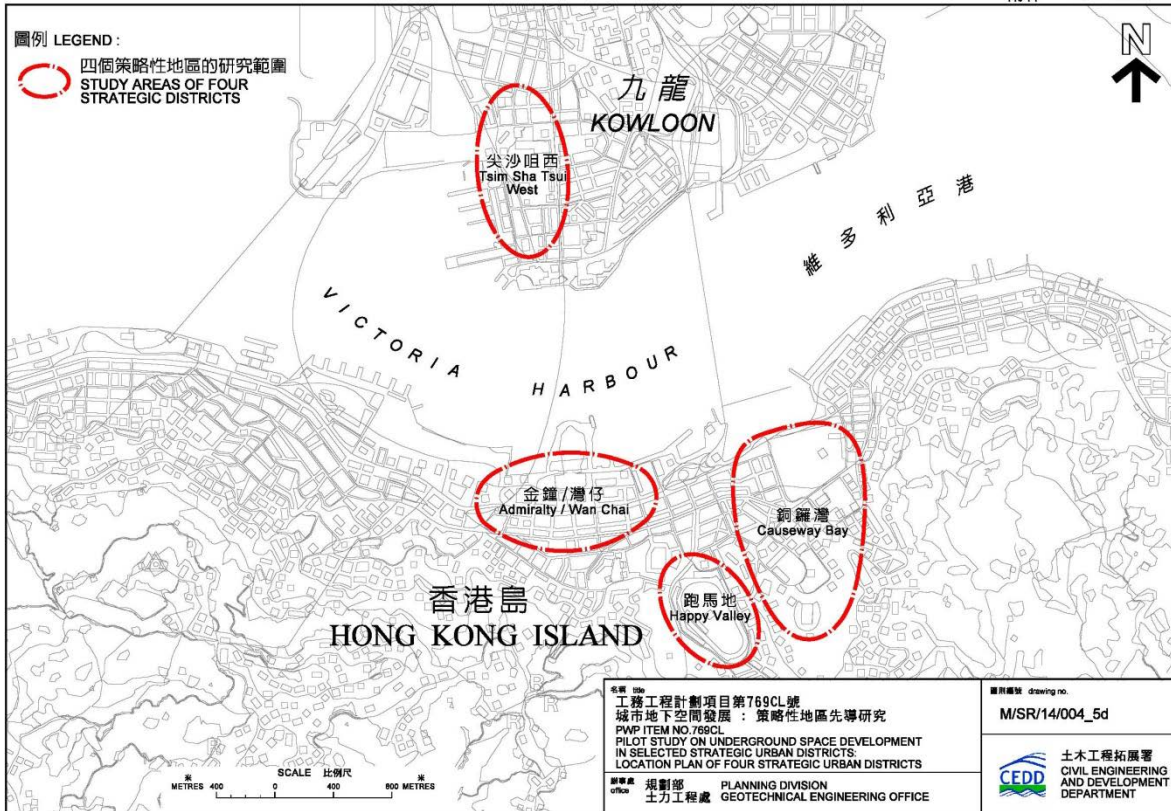 圖例 LEGEND :
四個策略性地區的研究範圍
STUDY AREAS OF FOUR
STRATEGIC DISTRICTS
N
九龍
KOWLOON
尖沙咀西
Tsim Sha Tsui
West
維多利亞港
VICTORIA HARBOUR
金鐘/灣仔
Admiralty / Wan Chai
銅鑼灣
Causeway Bay
跑馬地
Happy Valley
香港島
HONG KONG ISLAND
SCALE 比例尺
米 METRES 400 0 400 800 米 METRES
名稱 title
工務工程計劃項目第769CL號
城市地下空間發展 : 策略性地區先導研究
PWP ITEM NO.769CL
PILOT STUDY ON UNDERGROUND SPACE DEVELOPMENT
IN SELECTED STRATEGIC URBAN DISTRICTS:
LOCATION PLAN OF FOUR STRATEGIC URBAN DISTRICTS
辦事處 office
規劃部 PLANNING DIVISION
土力工程處 GEOTECHNICAL ENGINEERING OFFICE
圖則編號 drawing no.
M/SR/14/004_5d
CEDD
土木工程拓展署
CIVIL ENGINEERING
AND DEVELOPMENT
DEPARTMENT